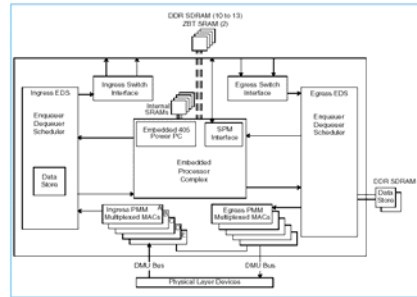 DDR SDRAM (10 to 13)
ZBT SRAM (2)
Ingress EDS
Enqueuer
Dequeuer
Scheduler
Data
Store
Ingress Switch
Interface
Internal
SRAMs
Egress Switch
Interface
Egress EDS
Enqueuer
Dequeuer
Scheduler
Embedded 405
Power PC
SPM
Interface
Embedded
Processor
Complex
DDR SDRAM
Data
Store
Ingress PMM
Multiplexed MACs
Egress PMM
Multiplexed MACs
DMU Bus
DMU Bus
Physical Layer Devices